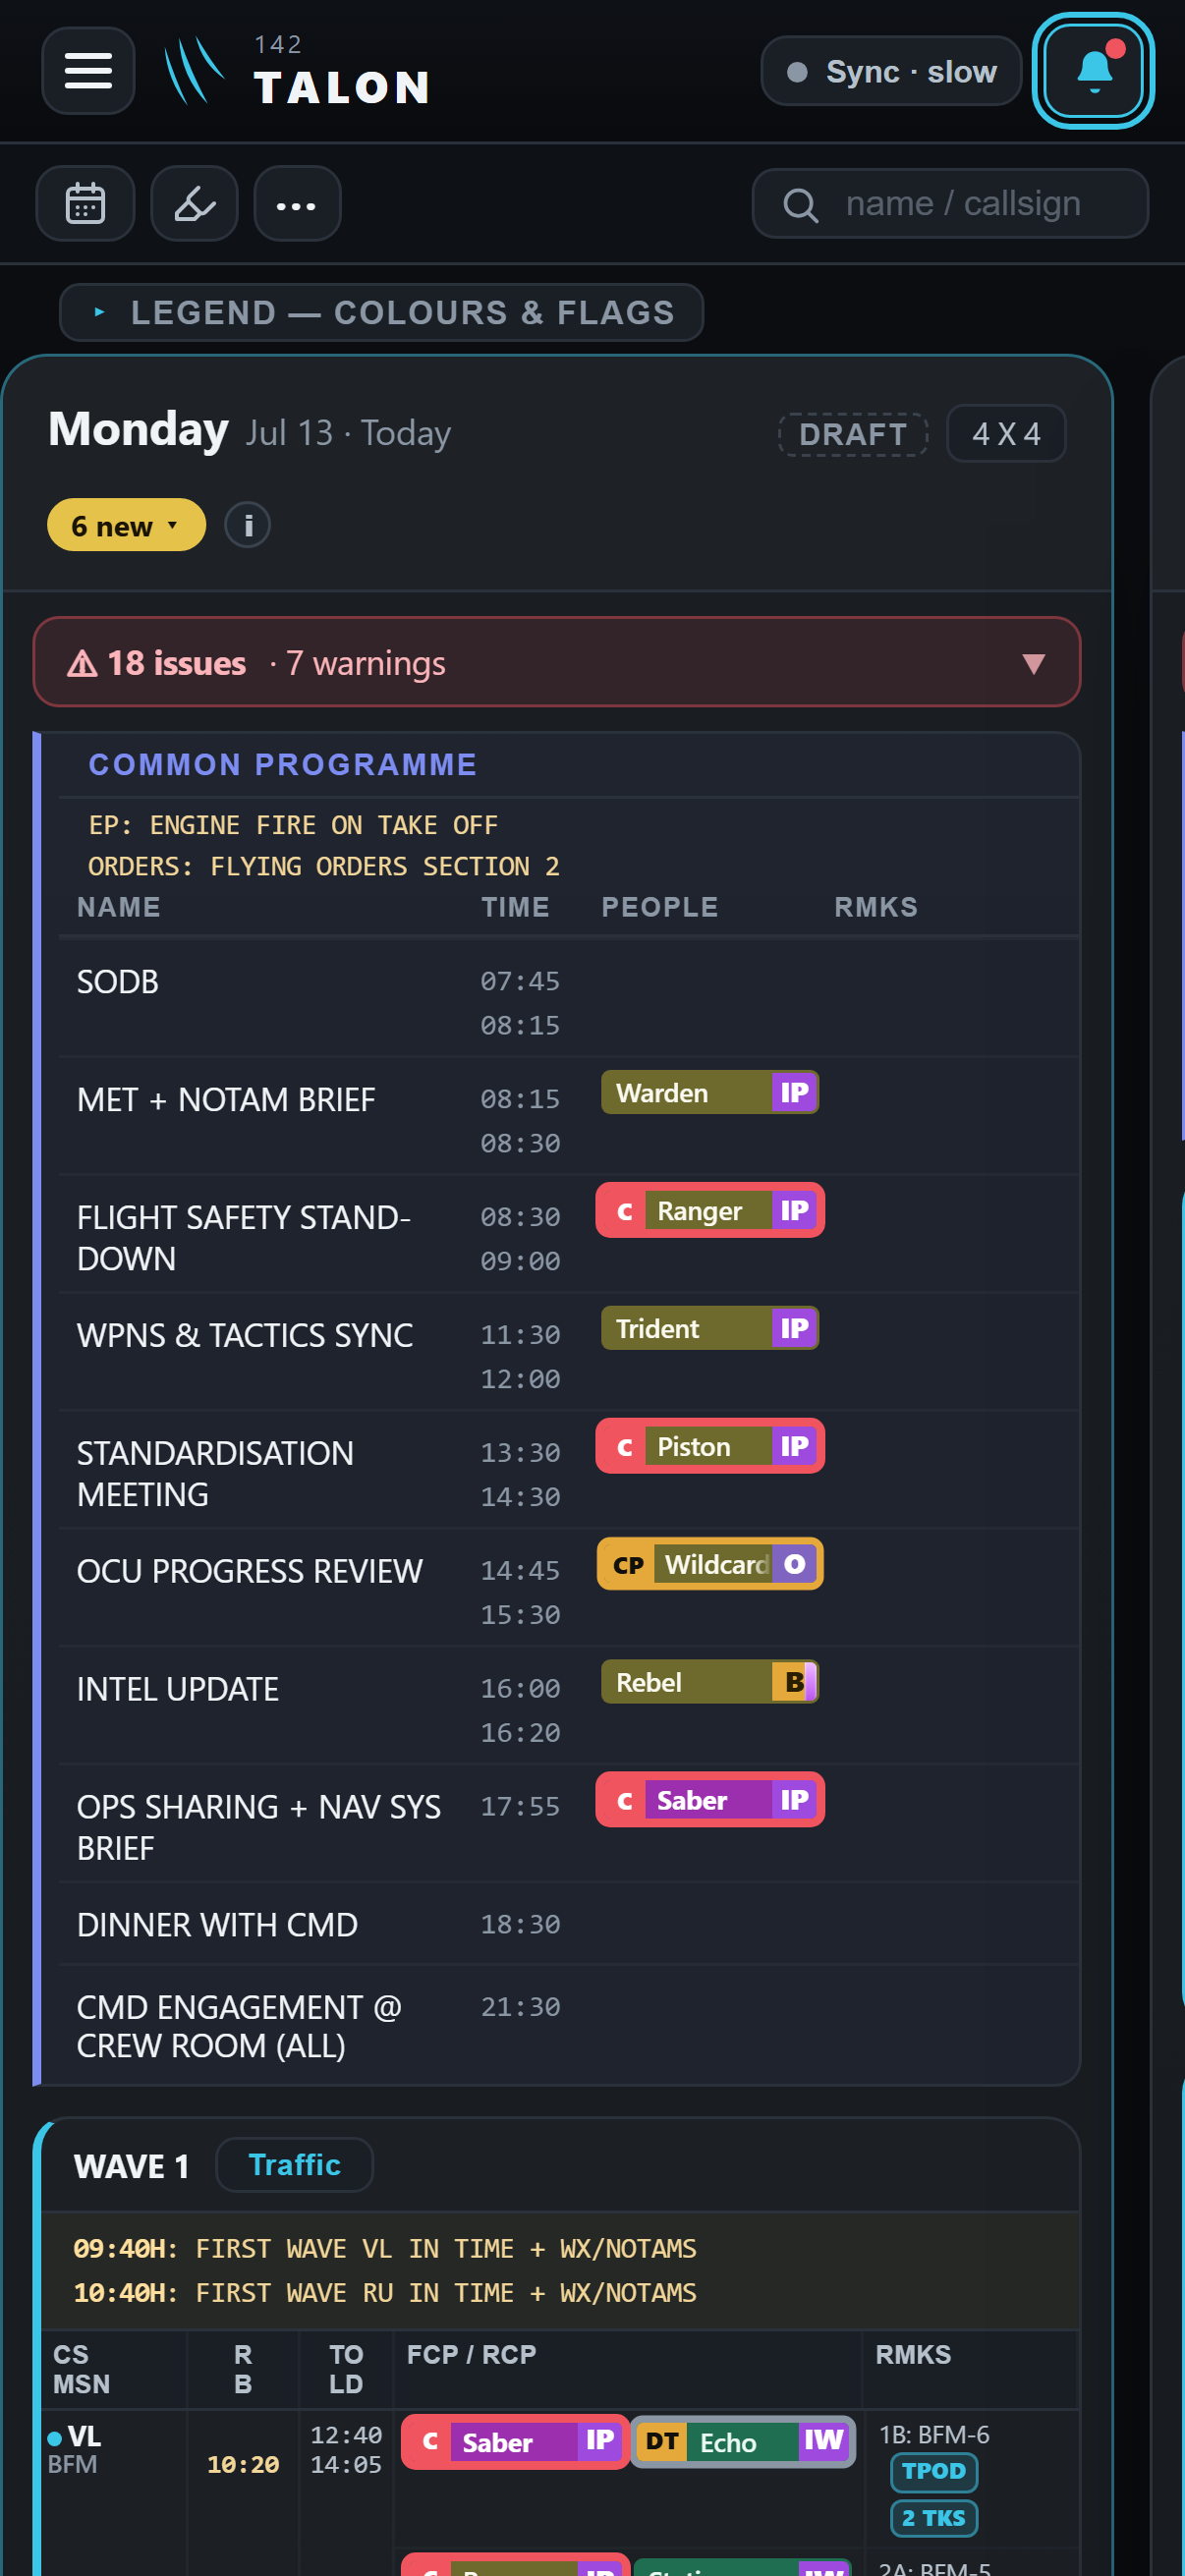 142
TALON
Sync · slow
name / callsign
LEGEND — COLOURS & FLAGS
Monday Jul 13 · Today
DRAFT
4 X 4
6 new
i
18 issues · 7 warnings
COMMON PROGRAMME
EP: ENGINE FIRE ON TAKE OFF
ORDERS: FLYING ORDERS SECTION 2
NAME TIME PEOPLE RMKS
SODB 07:45
08:15
MET + NOTAM BRIEF 08:15 Warden IP
08:30
FLIGHT SAFETY STAND- 08:30 C Ranger IP
DOWN 09:00
WPNS & TACTICS SYNC 11:30 Trident IP
12:00
STANDARDISATION 13:30 C Piston IP
MEETING 14:30
OCU PROGRESS REVIEW 14:45 CP Wildcard O
15:30
INTEL UPDATE 16:00 Rebel B
16:20
OPS SHARING + NAV SYS 17:55 C Saber IP
BRIEF
DINNER WITH CMD 18:30
CMD ENGAGEMENT @ 21:30
CREW ROOM (ALL)
WAVE 1 Traffic
09:40H: FIRST WAVE VL IN TIME + WX/NOTAMS
10:40H: FIRST WAVE RU IN TIME + WX/NOTAMS
CS R TO FCP / RCP RMKS
MSN B LD
VL 12:40 C Saber IP DT Echo IW 1B: BFM-6
BFM 10:20 14:05 TPOD
2 TKS
2A: BFM-5